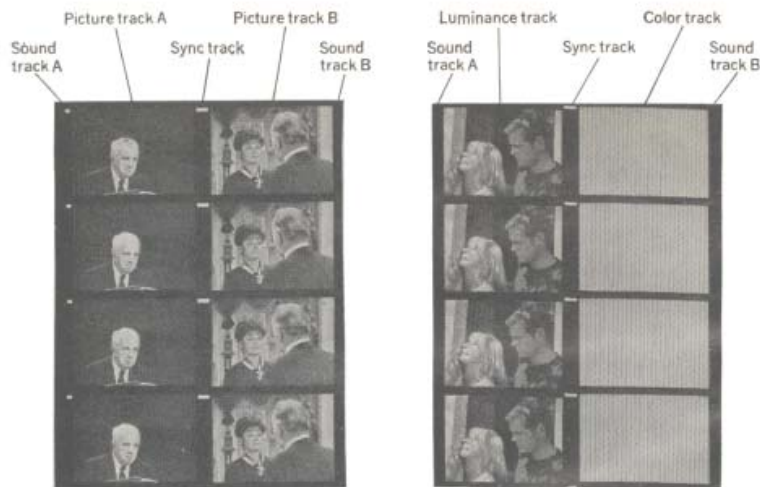 Picture track A
Picture track B
Sound
track A
Sync track
Sound
track B
Luminance track
Color track
Sound
track A
Sync track
Sound
track B